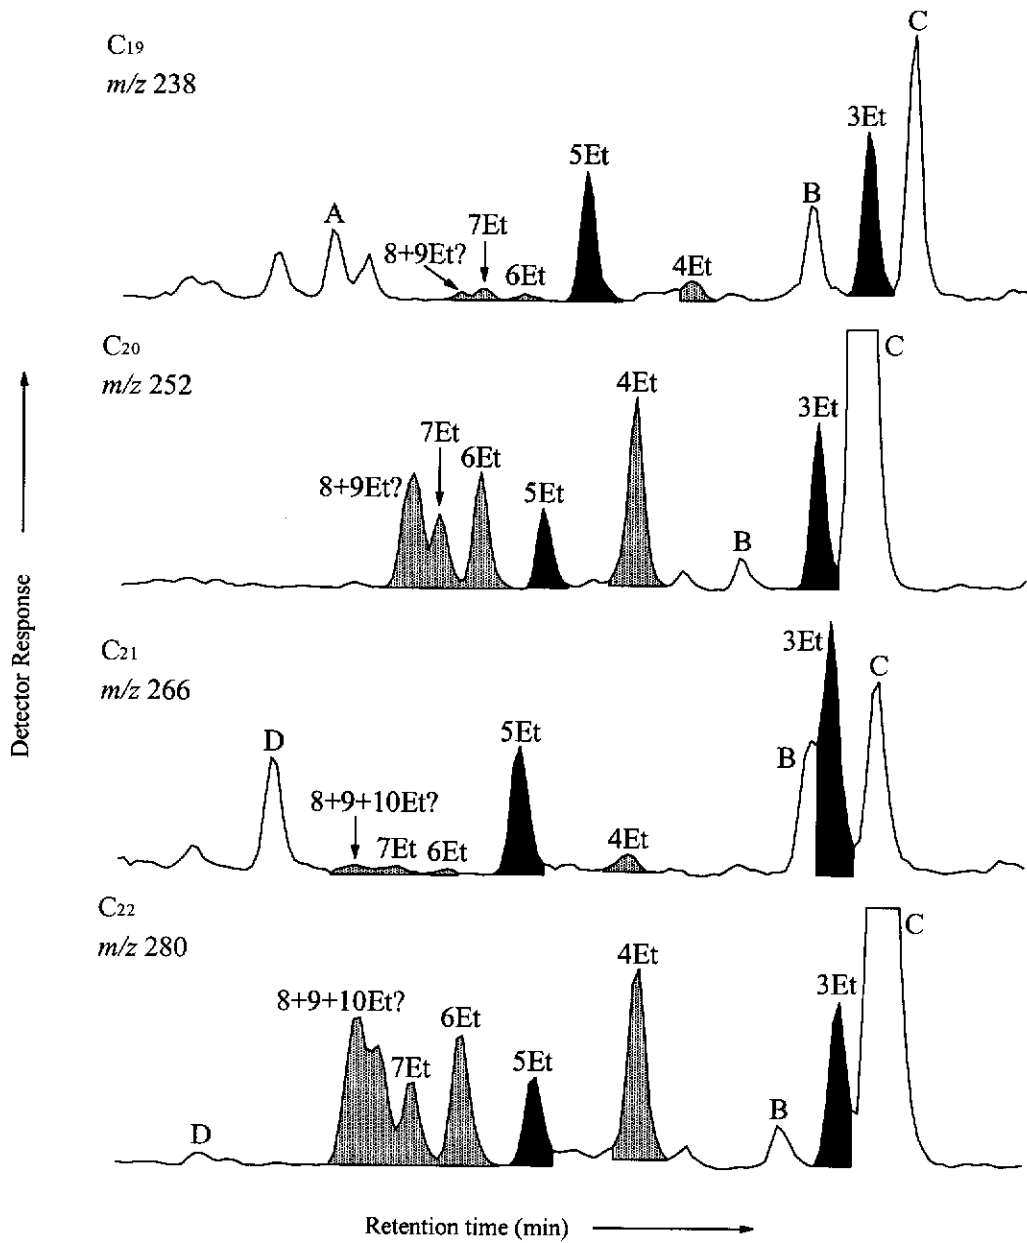 C19
m/z 238
A
8+9Et?
7Et
6Et
5Et
4Et
B
3Et
C
C20
m/z 252
8+9Et?
7Et
6Et
5Et
4Et
B
3Et
C
C21
m/z 266
D
8+9+10Et?
7Et
6Et
5Et
4Et
B
3Et
C
C22
m/z 280
D
8+9+10Et?
7Et
6Et
5Et
4Et
B
3Et
C
Detector Response
Retention time (min)